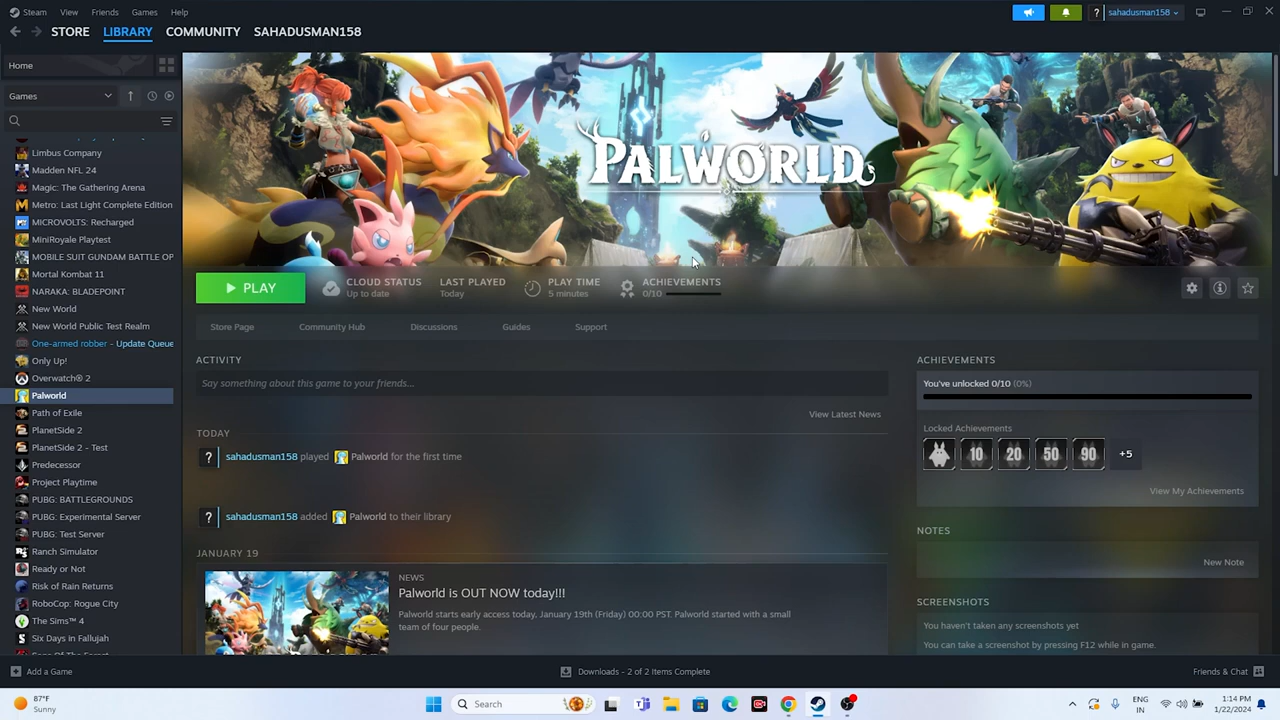 Steam View Friends Games Help
sahadusman158
STORE LIBRARY COMMUNITY SAHADUSMAN158
Home
Games
Limbus Company
Madden NFL 24
Magic: The Gathering Arena
Metro: Last Light Complete Edition
MICROVOLTS: Recharged
MiniRoyale Playtest
MOBILE SUIT GUNDAM BATTLE OP
Mortal Kombat 11
NARAKA: BLADEPOINT
New World
New World Public Test Realm
One-armed robber - Update Queue
Only Up!
Overwatch® 2
Palworld
Path of Exile
PlanetSide 2
PlanetSide 2 - Test
Predecessor
Project Playtime
PUBG: BATTLEGROUNDS
PUBG: Experimental Server
PUBG: Test Server
Ranch Simulator
Ready or Not
Risk of Rain Returns
RoboCop: Rogue City
The Sims™ 4
Six Days in Fallujah
PALWORLD
PLAY
CLOUD STATUS
Up to date
LAST PLAYED
Today
PLAY TIME
5 minutes
ACHIEVEMENTS
0/10
Store Page Community Hub Discussions Guides Support
ACTIVITY
Say something about this game to your friends...
View Latest News
TODAY
? sahadusman158 played Palworld for the first time
? sahadusman158 added Palworld to their library
JANUARY 19
NEWS
Palworld is OUT NOW today!!!
Palworld starts early access today, January 19th (Friday) 00:00 PST. Palworld started with a small
team of four people.
ACHIEVEMENTS
You've unlocked 0/10 (0%)
Locked Achievements
10 20 50 90 +5
View My Achievements
NOTES
New Note
SCREENSHOTS
You haven't taken any screenshots yet
You can take a screenshot by pressing F12 while in game.
Add a Game
Downloads - 2 of 2 Items Complete
Friends & Chat
87°F
Sunny
Search
ENG
IN
1:14 PM
1/22/2024